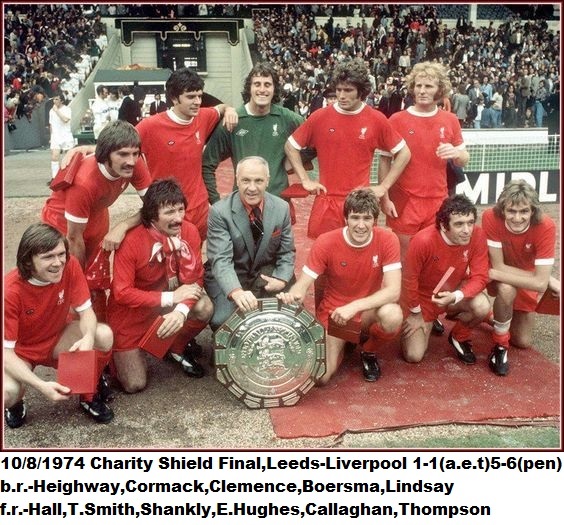 MIDL
10/8/1974 Charity Shield Final,Leeds-Liverpool 1-1(a.e.t)5-6(pen)
b.r.-Heighway,Cormack,Clemence,Boersma,Lindsay
f.r.-Hall,T.Smith,Shankly,E.Hughes,Callaghan,Thompson